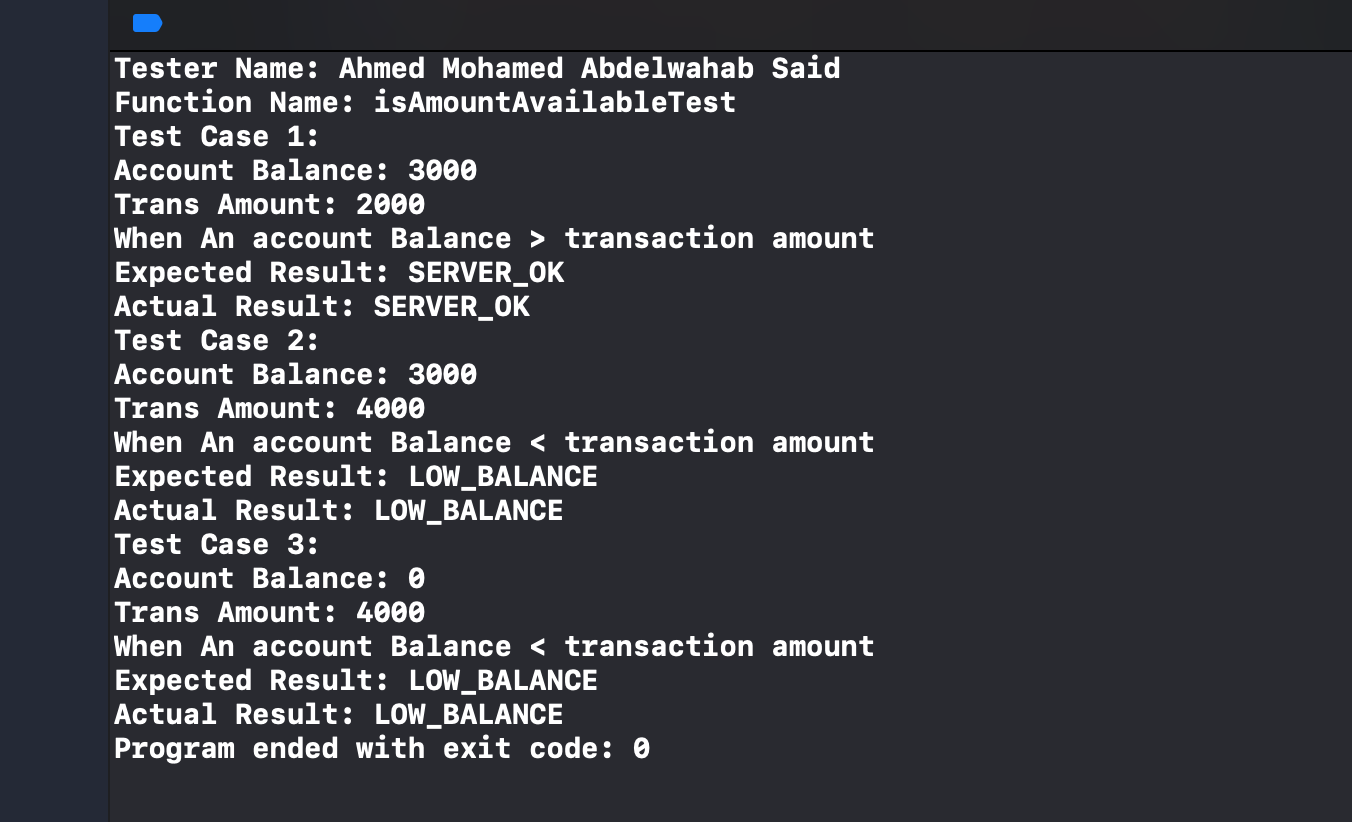 Tester Name: Ahmed Mohamed Abdelwahab Said
Function Name: isAmountAvailableTest
Test Case 1:
Account Balance: 3000
Trans Amount: 2000
When An account Balance > transaction amount
Expected Result: SERVER_OK
Actual Result: SERVER_OK
Test Case 2:
Account Balance: 3000
Trans Amount: 4000
When An account Balance < transaction amount
Expected Result: LOW_BALANCE
Actual Result: LOW_BALANCE
Test Case 3:
Account Balance: 0
Trans Amount: 4000
When An account Balance < transaction amount
Expected Result: LOW_BALANCE
Actual Result: LOW_BALANCE
Program ended with exit code: 0